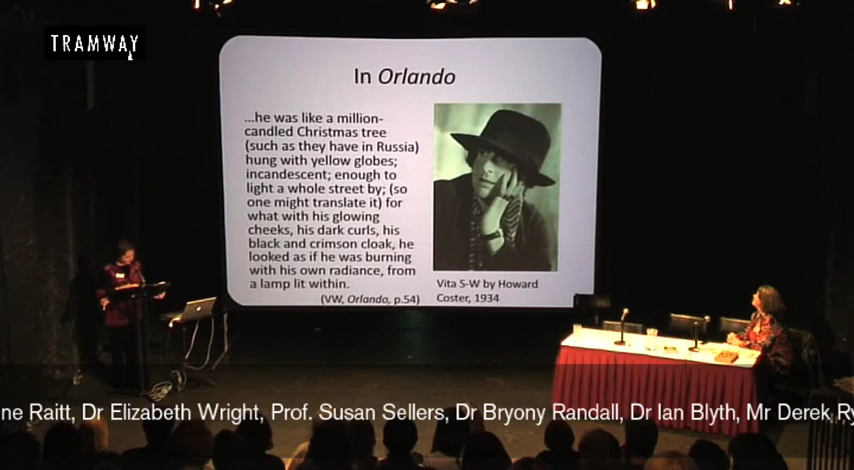 TRAMWAY
In Orlando
...he was like a million-
candled Christmas tree
(such as they have in Russia)
hung with yellow globes;
incandescent; enough to
light a whole street by; (so
one might translate it) for
what with his glowing
cheeks, his dark curls, his
black and crimson cloak, he
looked as if he was burning
with his own radiance, from
a lamp lit within.
(VW, Orlando, p.54)
Vita S-W by Howard
Coster, 1934
ne Raitt, Dr Elizabeth Wright, Prof. Susan Sellers, Dr Bryony Randall, Dr Ian Blyth, Mr Derek Ry